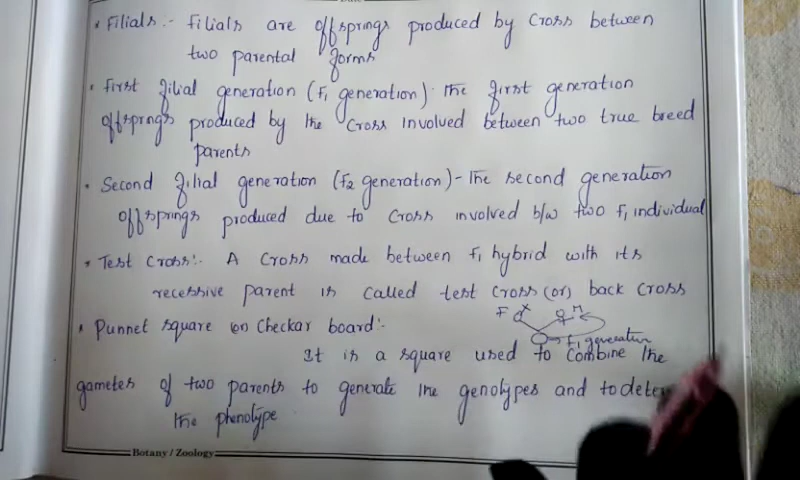 * Filials :- filials are offsprings produced by cross between
two parental forms
* First filial generation (F1 generation) - The first generation
offsprings produced by the cross involved between two true breed
parents
* Second filial generation (F2 generation) - The second generation
offsprings produced due to cross involved b/w two F1 individual
* Test cross :- A cross made between F1 hybrid with its
recessive parent is called test cross (or) back cross
* Punnet square (or) Checkar board :-
F ♂ ♀ M
F1 generation
It is a square used to combine the
gametes of two parents to generate the genotypes and to
the phenotype
Botany / Zoology